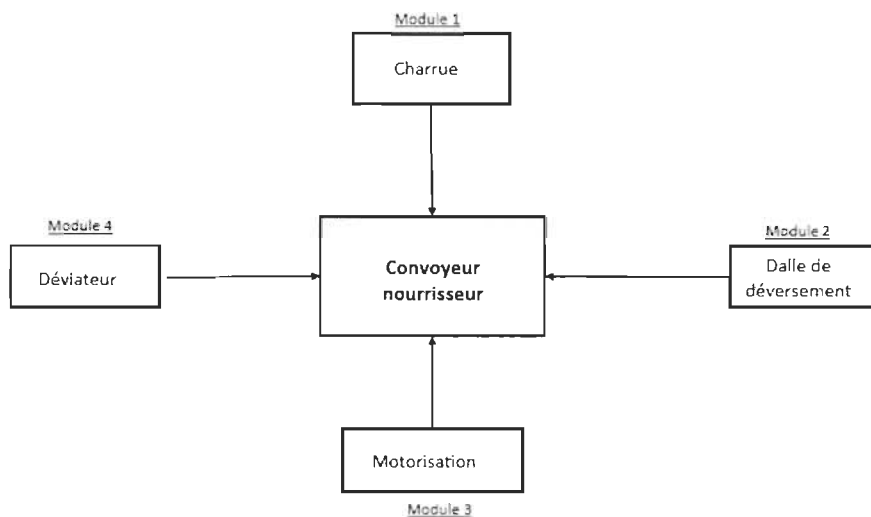 Module 1
Charrue
Module 4
Déviateur
Convoyeur
nourrisseur
Module 2
Dalle de
déversement
Motorisation
Module 3